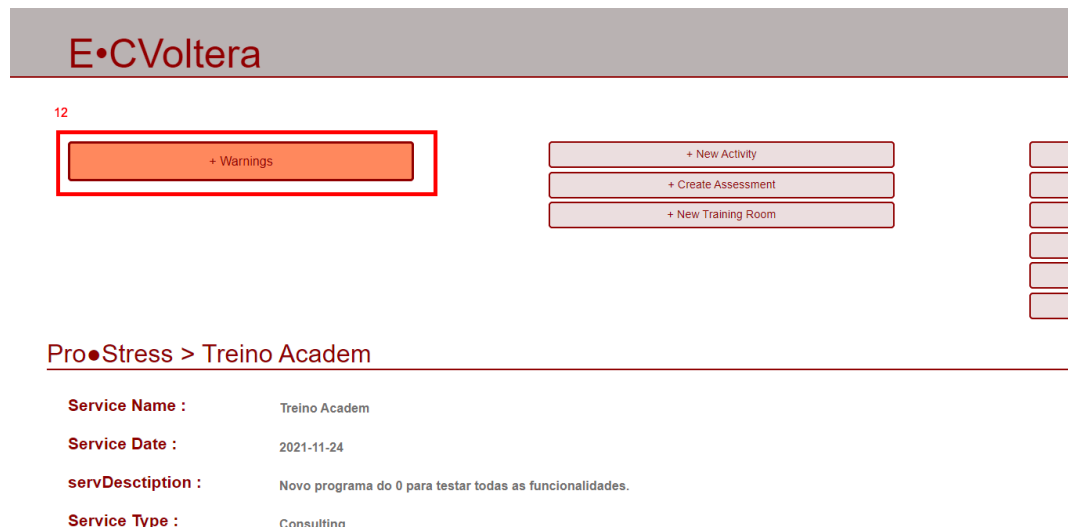 E•CVoltera
12
+ Warnings
+ New Activity
+ Create Assessment
+ New Training Room
Pro●Stress > Treino Academ
Service Name : Treino Academ
Service Date : 2021-11-24
servDesctiption : Novo programa do 0 para testar todas as funcionalidades.
Service Type : Consulting